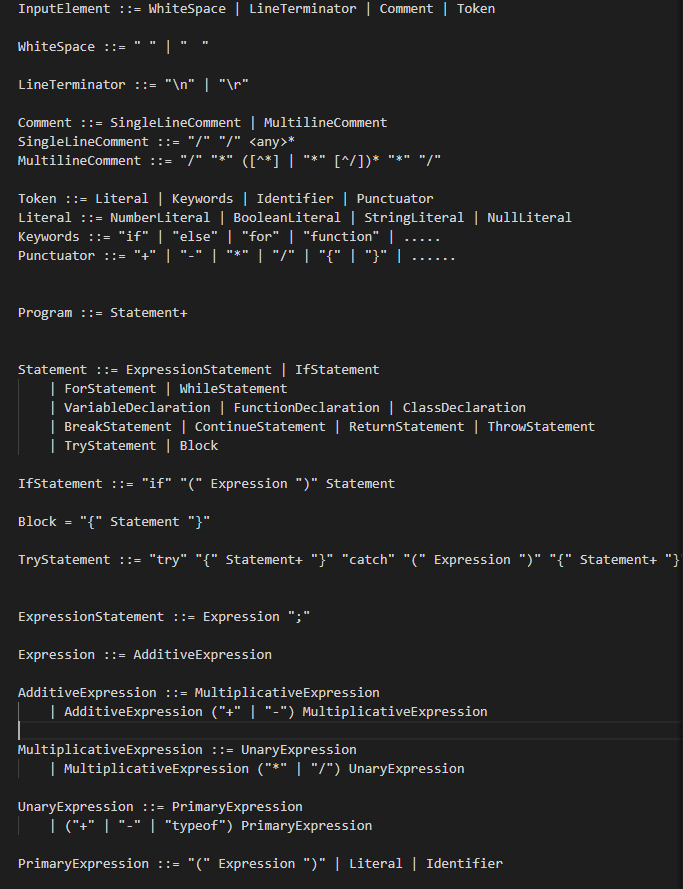 InputElement ::= WhiteSpace | LineTerminator | Comment | Token
WhiteSpace ::= " " | "  "
LineTerminator ::= "\n" | "\r"
Comment ::= SingleLineComment | MultilineComment
SingleLineComment ::= "/" "/" <any>*
MultilineComment ::= "/" "*" ([^*] | "*" [^/])* "*" "/"
Token ::= Literal | Keywords | Identifier | Punctuator
Literal ::= NumberLiteral | BooleanLiteral | StringLiteral | NullLiteral
Keywords ::= "if" | "else" | "for" | "function" | .....
Punctuator ::= "+" | "-" | "*" | "/" | "{" | "}" | ......
Program ::= Statement+
Statement ::= ExpressionStatement | IfStatement
    | ForStatement | WhileStatement
    | VariableDeclaration | FunctionDeclaration | ClassDeclaration
    | BreakStatement | ContinueStatement | ReturnStatement | ThrowStatement
    | TryStatement | Block
IfStatement ::= "if" "(" Expression ")" Statement
Block = "{" Statement "}"
TryStatement ::= "try" "{" Statement+ "}" "catch" "(" Expression ")" "{" Statement+ "}
ExpressionStatement ::= Expression ";"
Expression ::= AdditiveExpression
AdditiveExpression ::= MultiplicativeExpression
    | AdditiveExpression ("+" | "-") MultiplicativeExpression
MultiplicativeExpression ::= UnaryExpression
    | MultiplicativeExpression ("*" | "/") UnaryExpression
UnaryExpression ::= PrimaryExpression
    | ("+" | "-" | "typeof") PrimaryExpression
PrimaryExpression ::= "(" Expression ")" | Literal | Identifier